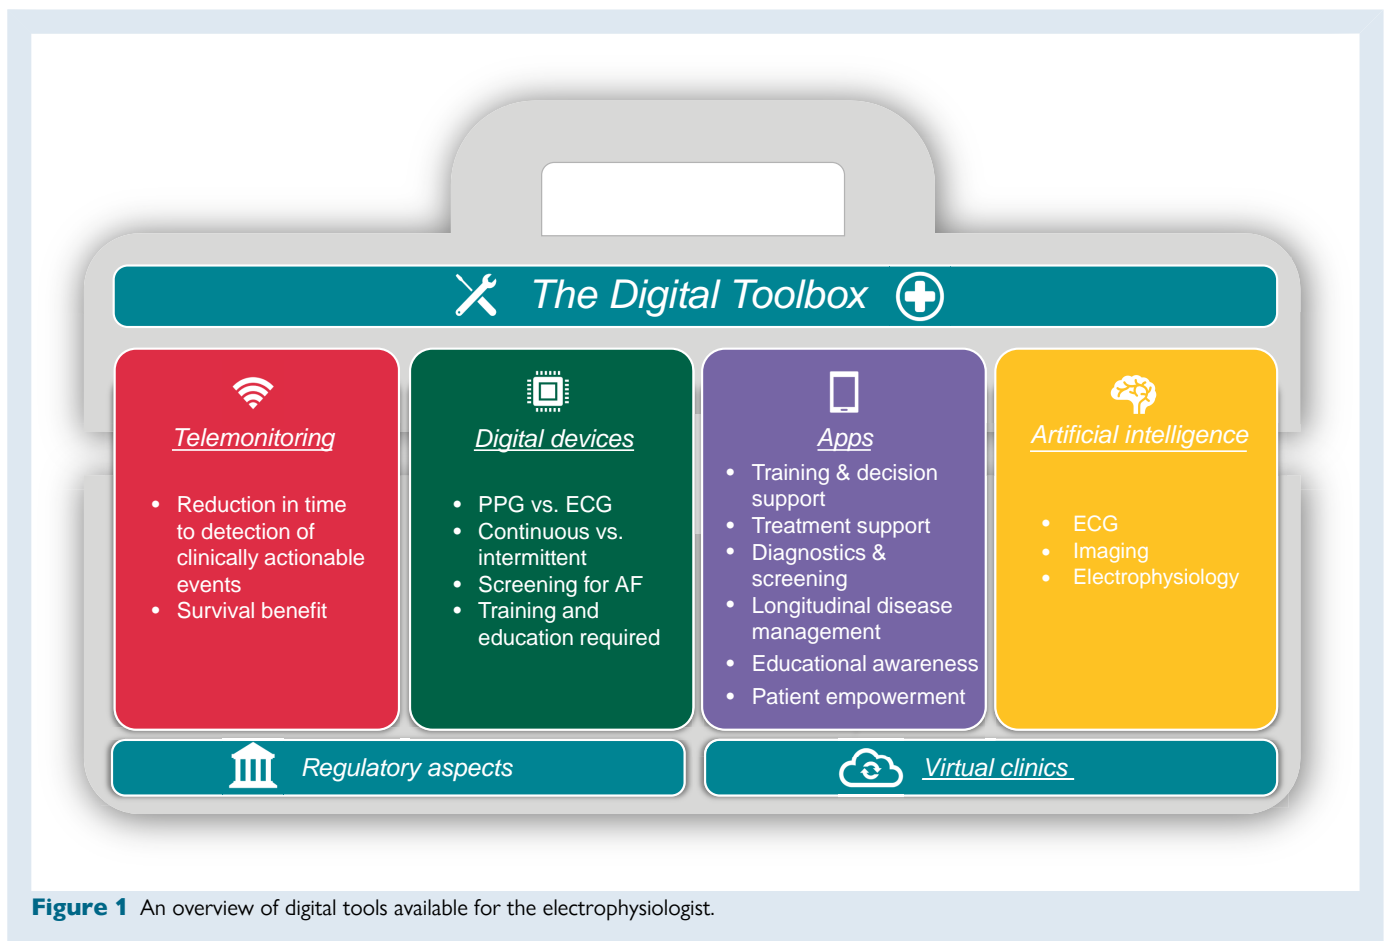 The Digital Toolbox
Telemonitoring
• Reduction in time
to detection of
clinically actionable
events
• Survival benefit
Digital devices
• PPG vs. ECG
• Continuous vs.
intermittent
• Screening for AF
• Training and
education required
Apps
• Training & decision
support
• Treatment support
• Diagnostics &
screening
• Longitudinal disease
management
• Educational awareness
• Patient empowerment
Artificial intelligence
• ECG
• Imaging
• Electrophysiology
Regulatory aspects
Virtual clinics
Figure 1 An overview of digital tools available for the electrophysiologist.